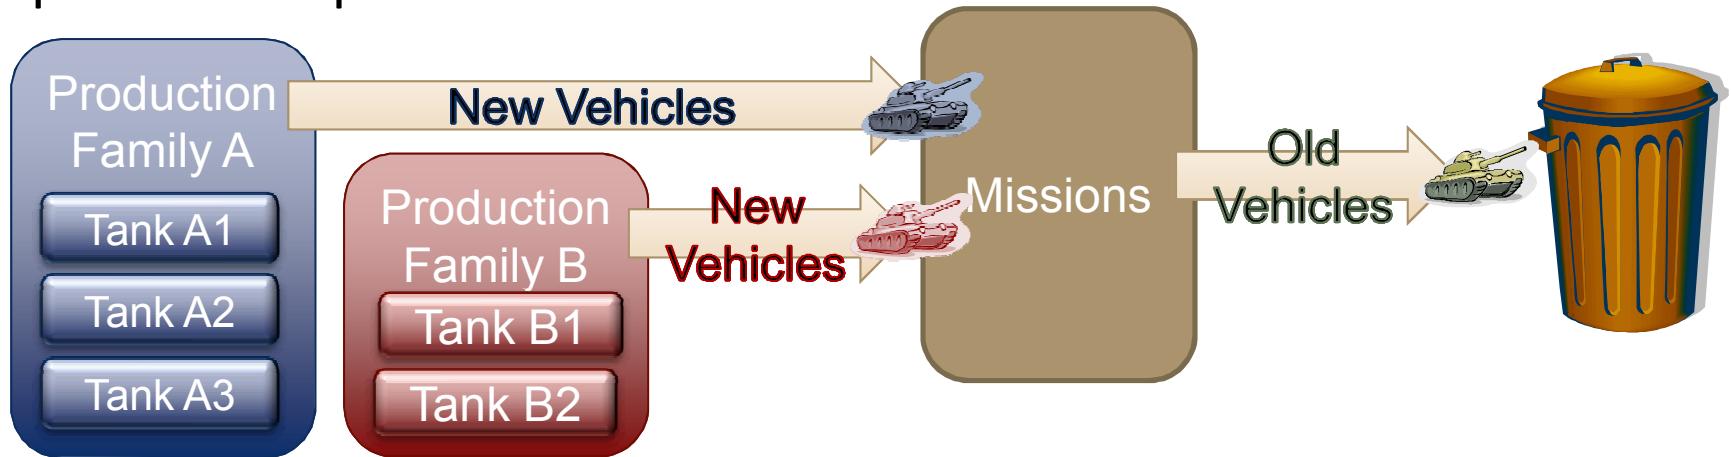 Production
Family A
Tank A1
Tank A2
Tank A3
New Vehicles
Production
Family B
Tank B1
Tank B2
New
Vehicles
Missions
Old
Vehicles